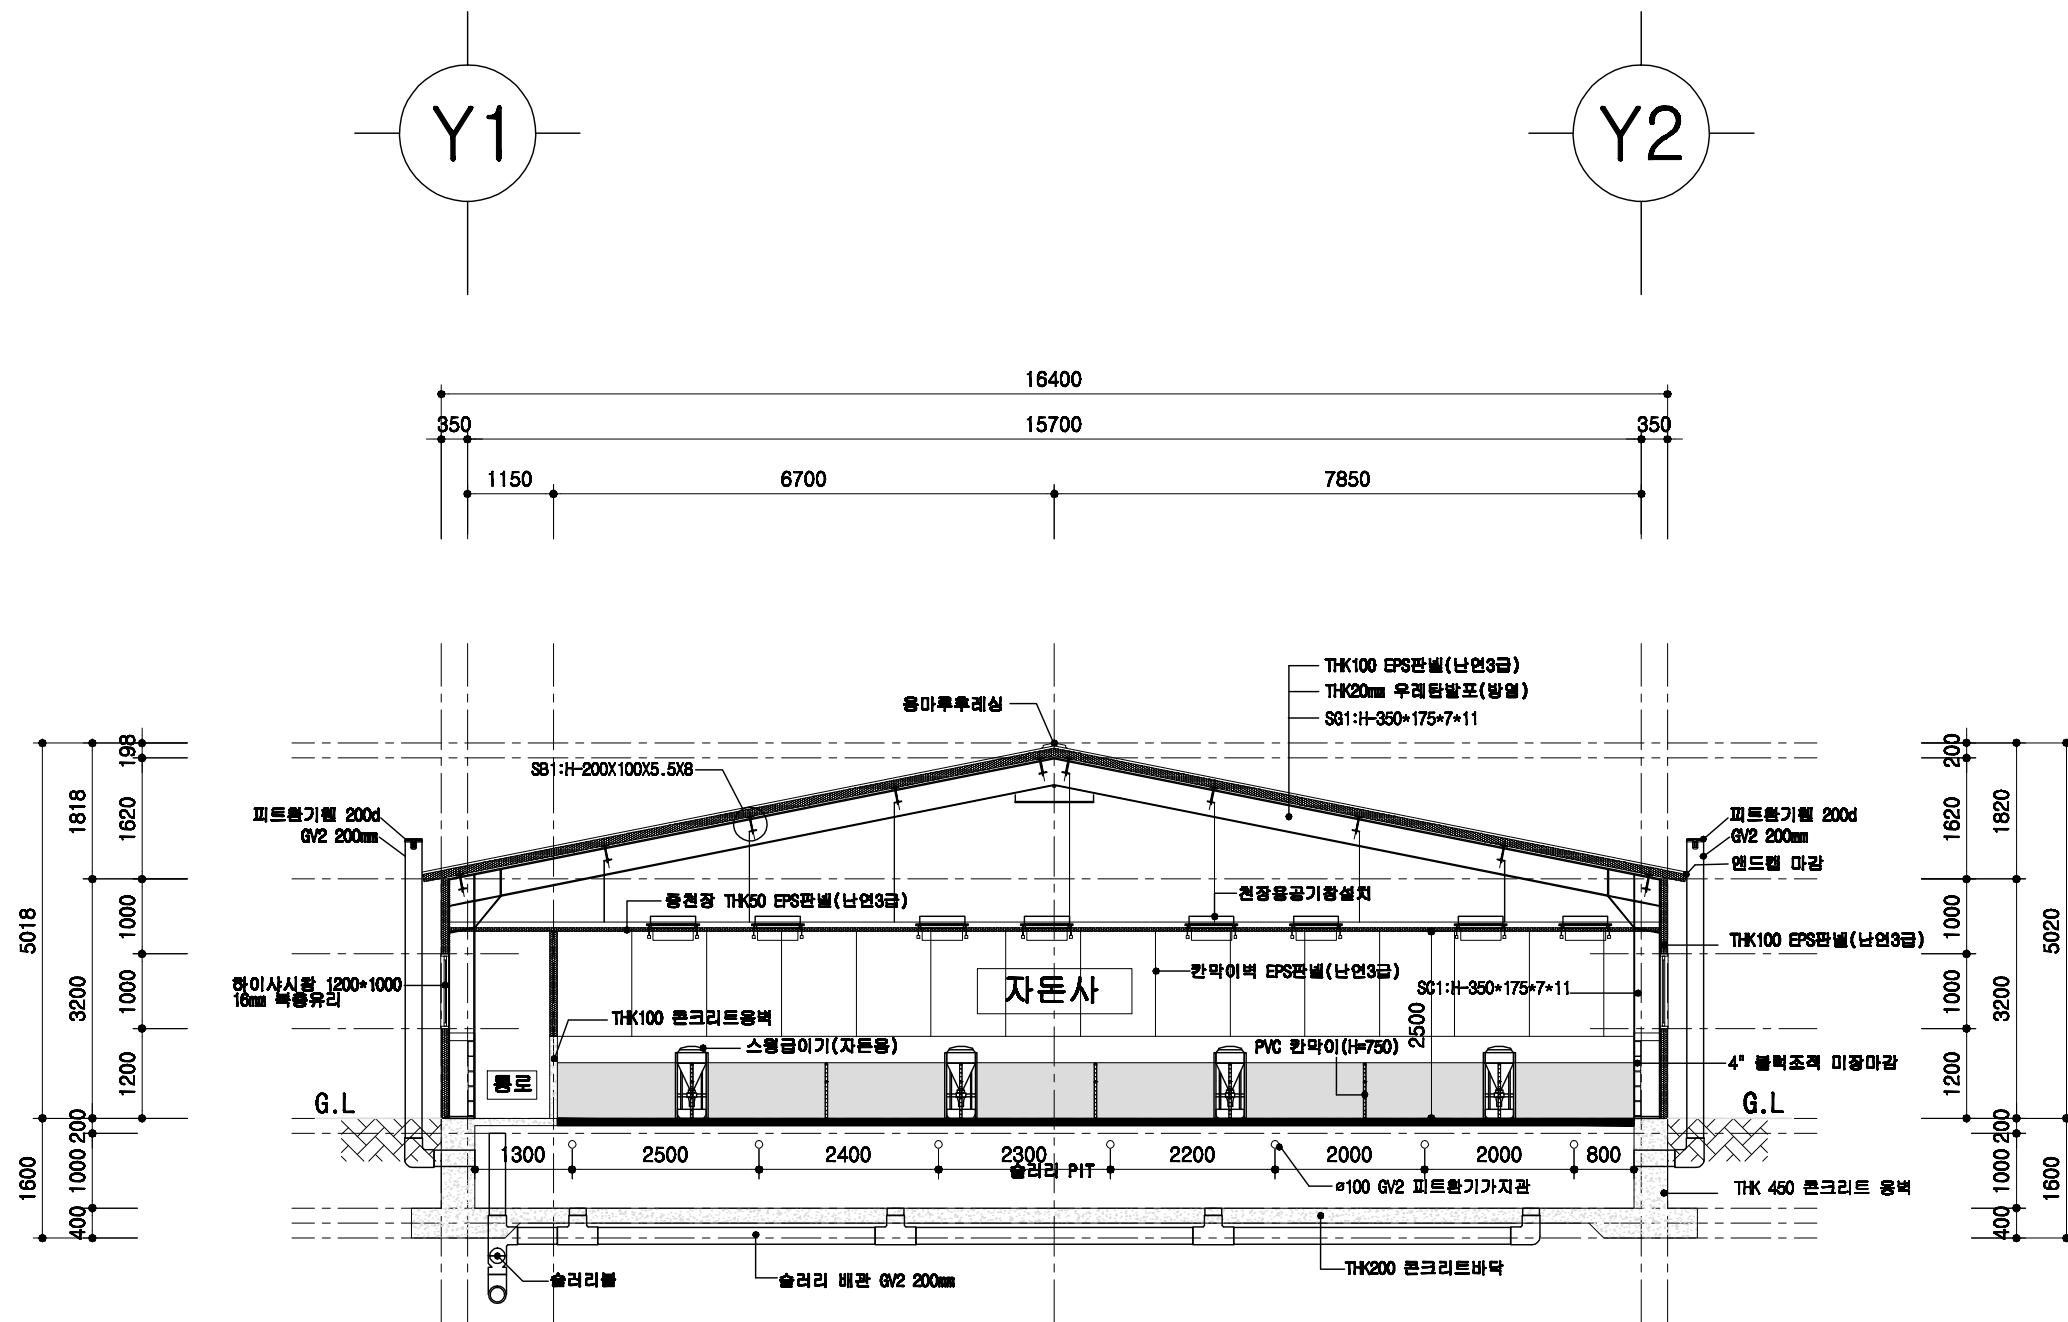 Y1
Y2
16400
350
15700
350
1150
6700
7850
THK100 EPS판넬(난연3급)
THK20mm 우레탄발포(방염)
SG1:H-350*175*7*11
용마루후레싱
SB1:H-200X100X5.5X8
피트환기휀 200d
GV2 200mm
피트환기휀 200d
GV2 200mm
앤드캡 마감
중천장 THK50 EPS판넬(난연3급)
천장용공기창설치
THK100 EPS판넬(난연3급)
칸막이벽 EPS판넬(난연3급)
하이샤시창 1200*1000
16mm 복층유리
자돈사
SC1:H-350*175*7*11
THK100 콘크리트옹벽
스윙급이기(자돈용)
PVC 칸막이(H=750)
2500
4" 블럭조적 미장마감
통로
G.L
G.L
1300
2500
2400
2300
2200
2000
2000
800
슬러리 PIT
ø100 GV2 피트환기가지관
THK 450 콘크리트 옹벽
THK200 콘크리트바닥
슬러리볼
슬러리 배관 GV2 200mm
198
1818
1620
5018
1000
3200
1000
1200
200
1600
1000
400
200
1620
1820
1000
5020
1000
3200
1200
200
1000
1600
400